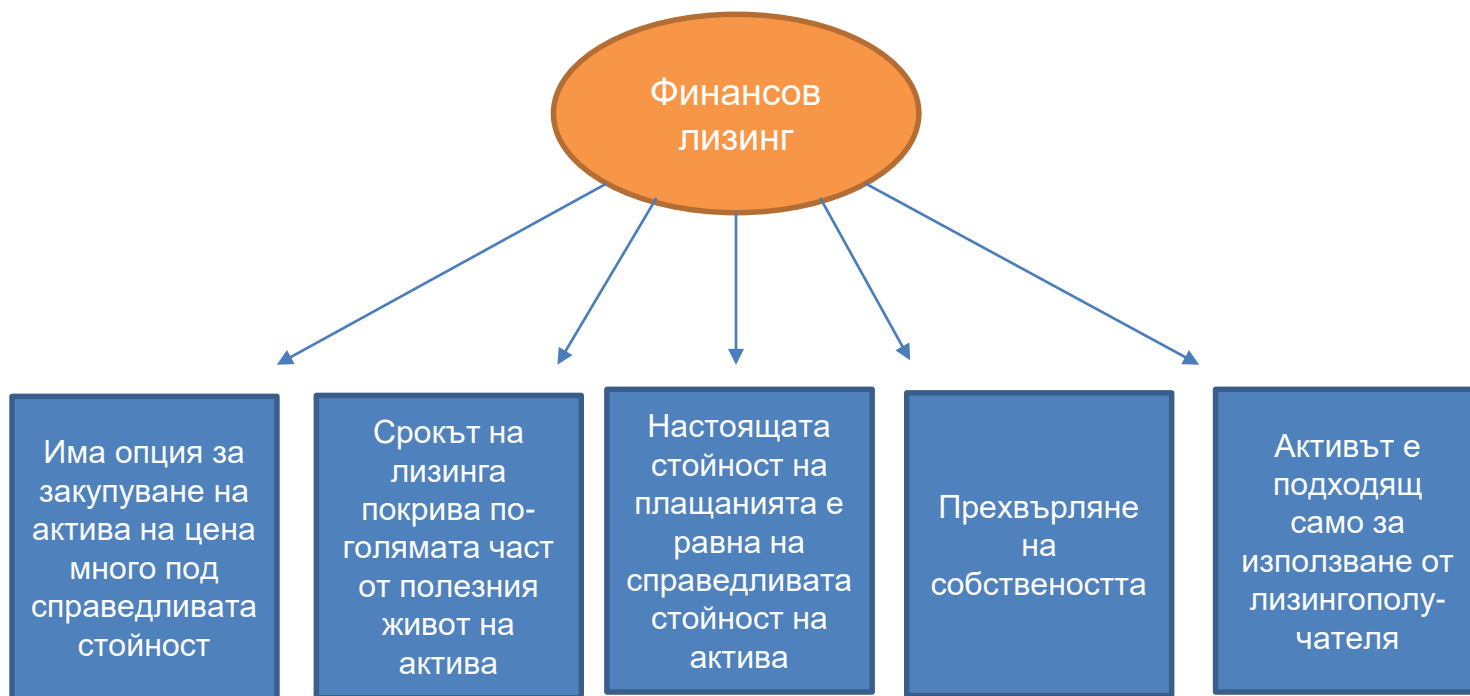 Финансов
лизинг
Има опция за
закупуване на
актива на цена
много под
справедливата
стойност
Срокът на
лизинга
покрива по-
голямата част
от полезния
живот на
актива
Настоящата
стойност на
плащанията е
равна на
справедливата
стойност на
актива
Прехвърляне
на
собствеността
Активът е
подходящ
само за
използване от
лизингополу-
чателя